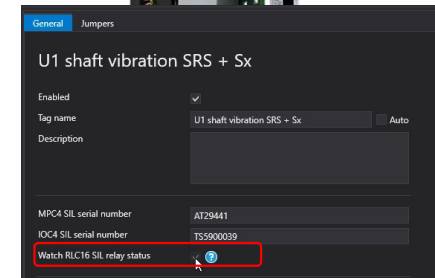 General Jumpers
U1 shaft vibration SRS + Sx
Enabled
Tag name U1 shaft vibration SRS + Sx Auto
Description
MPC4 SIL serial number AT29441
IOC4 SIL serial number TS5900039
Watch RLC16 SIL relay status ?